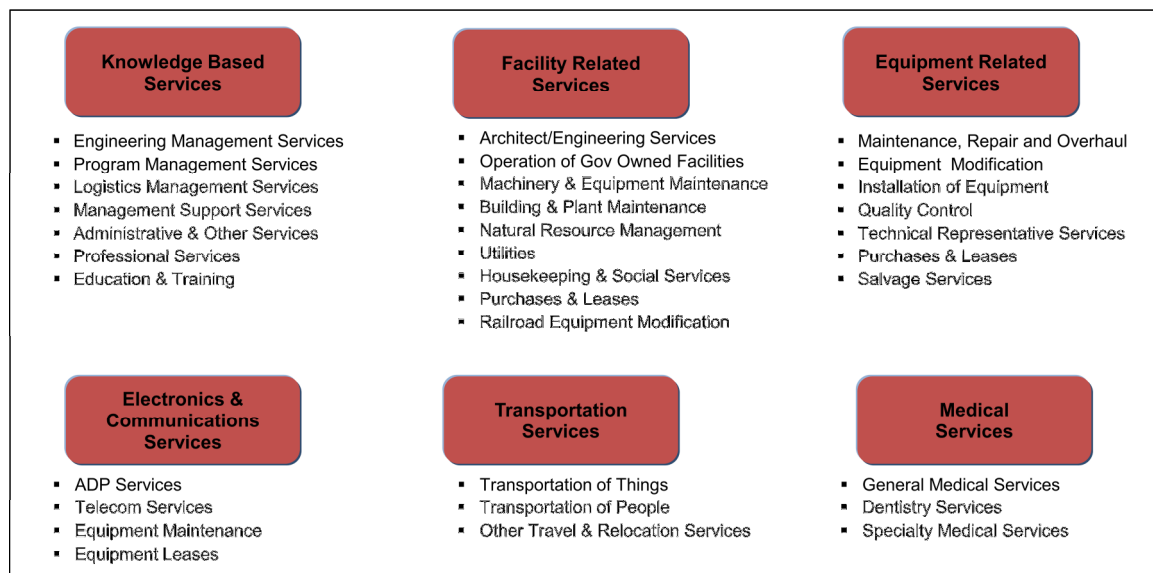 Knowledge Based
Services
▪ Engineering Management Services
▪ Program Management Services
▪ Logistics Management Services
▪ Management Support Services
▪ Administrative & Other Services
▪ Professional Services
▪ Education & Training
Facility Related
Services
▪ Architect/Engineering Services
▪ Operation of Gov Owned Facilities
▪ Machinery & Equipment Maintenance
▪ Building & Plant Maintenance
▪ Natural Resource Management
▪ Utilities
▪ Housekeeping & Social Services
▪ Purchases & Leases
▪ Railroad Equipment Modification
Equipment Related
Services
▪ Maintenance, Repair and Overhaul
▪ Equipment Modification
▪ Installation of Equipment
▪ Quality Control
▪ Technical Representative Services
▪ Purchases & Leases
▪ Salvage Services
Electronics &
Communications
Services
▪ ADP Services
▪ Telecom Services
▪ Equipment Maintenance
▪ Equipment Leases
Transportation
Services
▪ Transportation of Things
▪ Transportation of People
▪ Other Travel & Relocation Services
Medical
Services
▪ General Medical Services
▪ Dentistry Services
▪ Specialty Medical Services